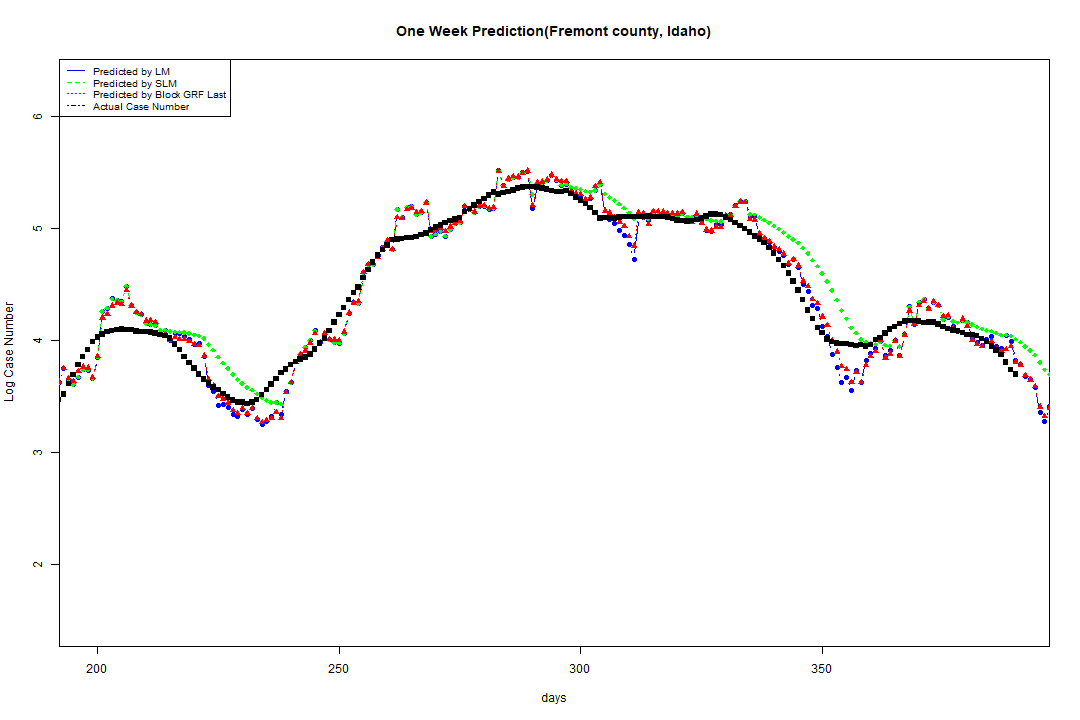 One Week Prediction(Fremont county, Idaho)
Predicted by LM
Predicted by SLM
Predicted by Block GRF Last
Actual Case Number
6
5
4
3
2
Log Case Number
200
250
300
350
days